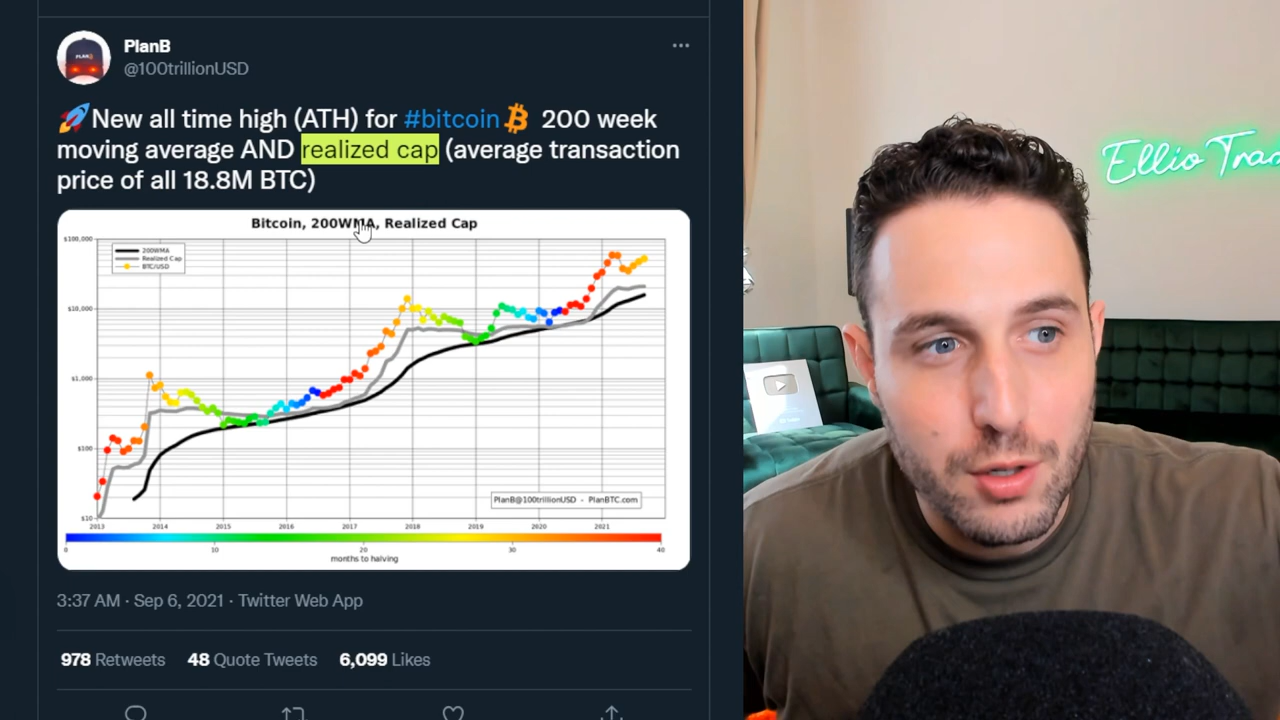 PlanB
@100trillionUSD
🚀New all time high (ATH) for #bitcoin 200 week
moving average AND realized cap (average transaction
price of all 18.8M BTC)
Bitcoin, 200WMA, Realized Cap
$100,000
200WMA
Realized Cap
BTC/USD
$10,000
$1,000
$100
PlanB@100trillionUSD - PlanBTC.com
$10
2013 2014 2015 2016 2017 2018 2019 2020 2021
0 10 20 30 40
months to halving
3:37 AM · Sep 6, 2021 · Twitter Web App
978 Retweets 48 Quote Tweets 6,099 Likes
Ellio Tra